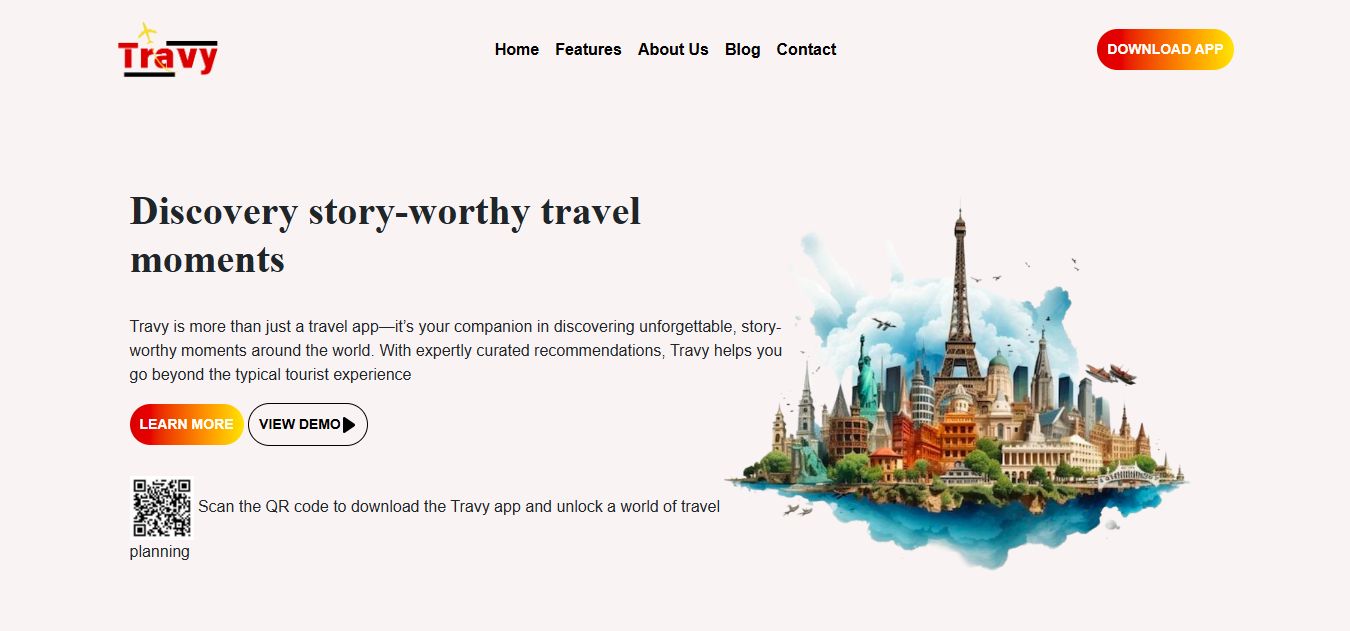 Travy
Home Features About Us Blog Contact
DOWNLOAD APP
Discovery story-worthy travel
moments
Travy is more than just a travel app—it’s your companion in discovering unforgettable, story-
worthy moments around the world. With expertly curated recommendations, Travy helps you
go beyond the typical tourist experience
LEARN MORE VIEW DEMO
Scan the QR code to download the Travy app and unlock a world of travel
planning